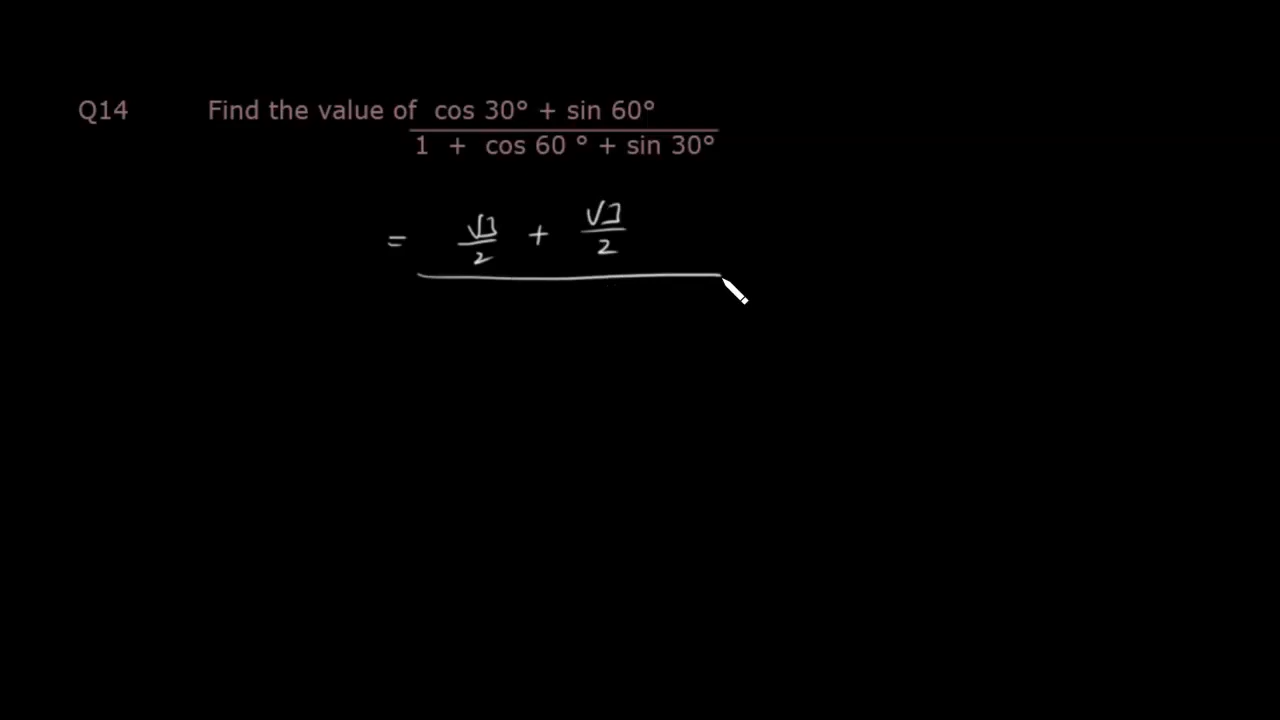 Q14 Find the value of cos 30° + sin 60°
1 + cos 60 ° + sin 30°
= √3/2 + √3/2